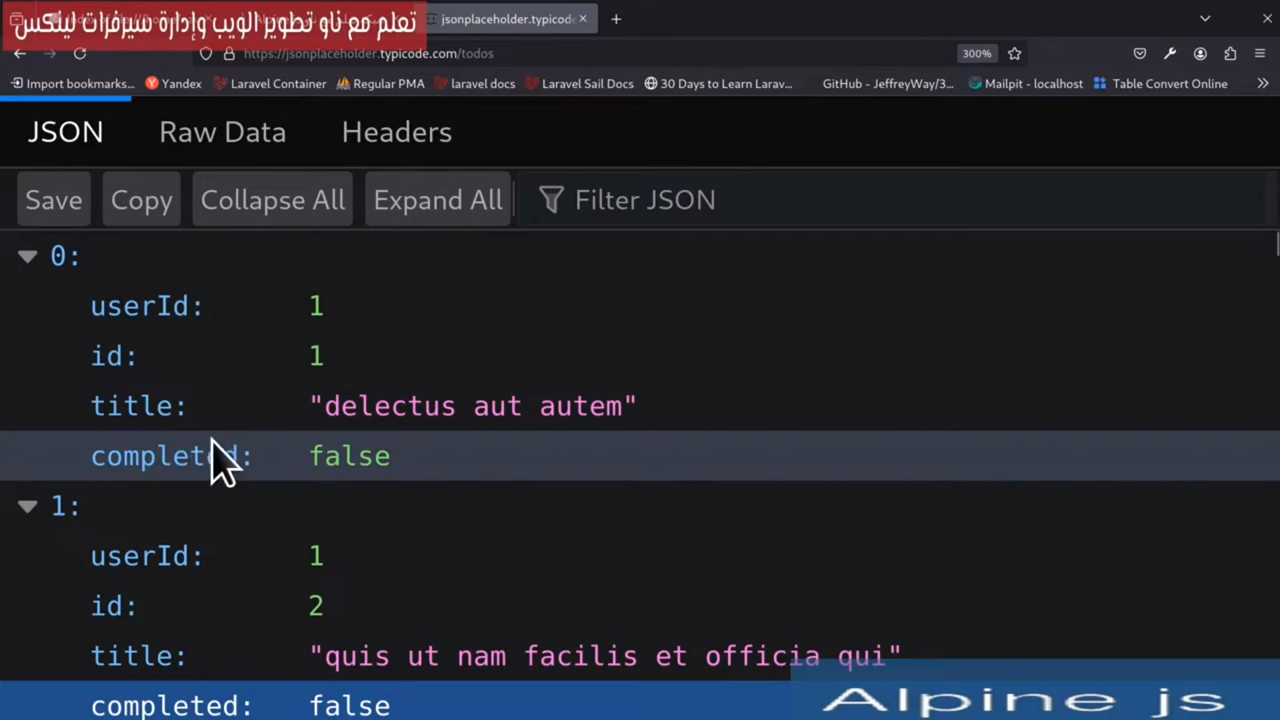 تعلم مع ناو تطوير الويب وإدارة سيرفرات لينكس
jsonplaceholder.typicod
https://jsonplaceholder.typicode.com/todos
300%
Import bookmarks...
Yandex
Laravel Container
Regular PMA
laravel docs
Laravel Sail Docs
30 Days to Learn Larav...
GitHub - JeffreyWay/3...
Mailpit - localhost
Table Convert Online
JSON
Raw Data
Headers
Save
Copy
Collapse All
Expand All
Filter JSON
0:
userId: 1
id: 1
title: "delectus aut autem"
completed: false
1:
userId: 1
id: 2
title: "quis ut nam facilis et officia qui"
completed: false
Alpine js